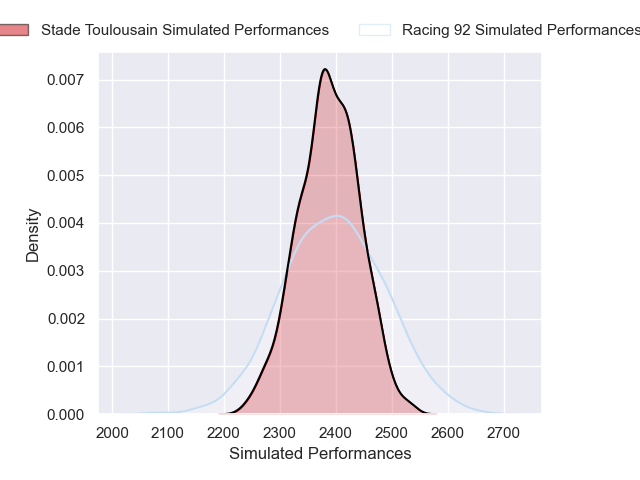 Stade Toulousain Simulated Performances Racing 92 Simulated Performances
0.007
0.006
0.005
0.004
0.003
0.002
0.001
0.000
Density
2000 2100 2200 2300 2400 2500 2600 2700
Simulated Performances